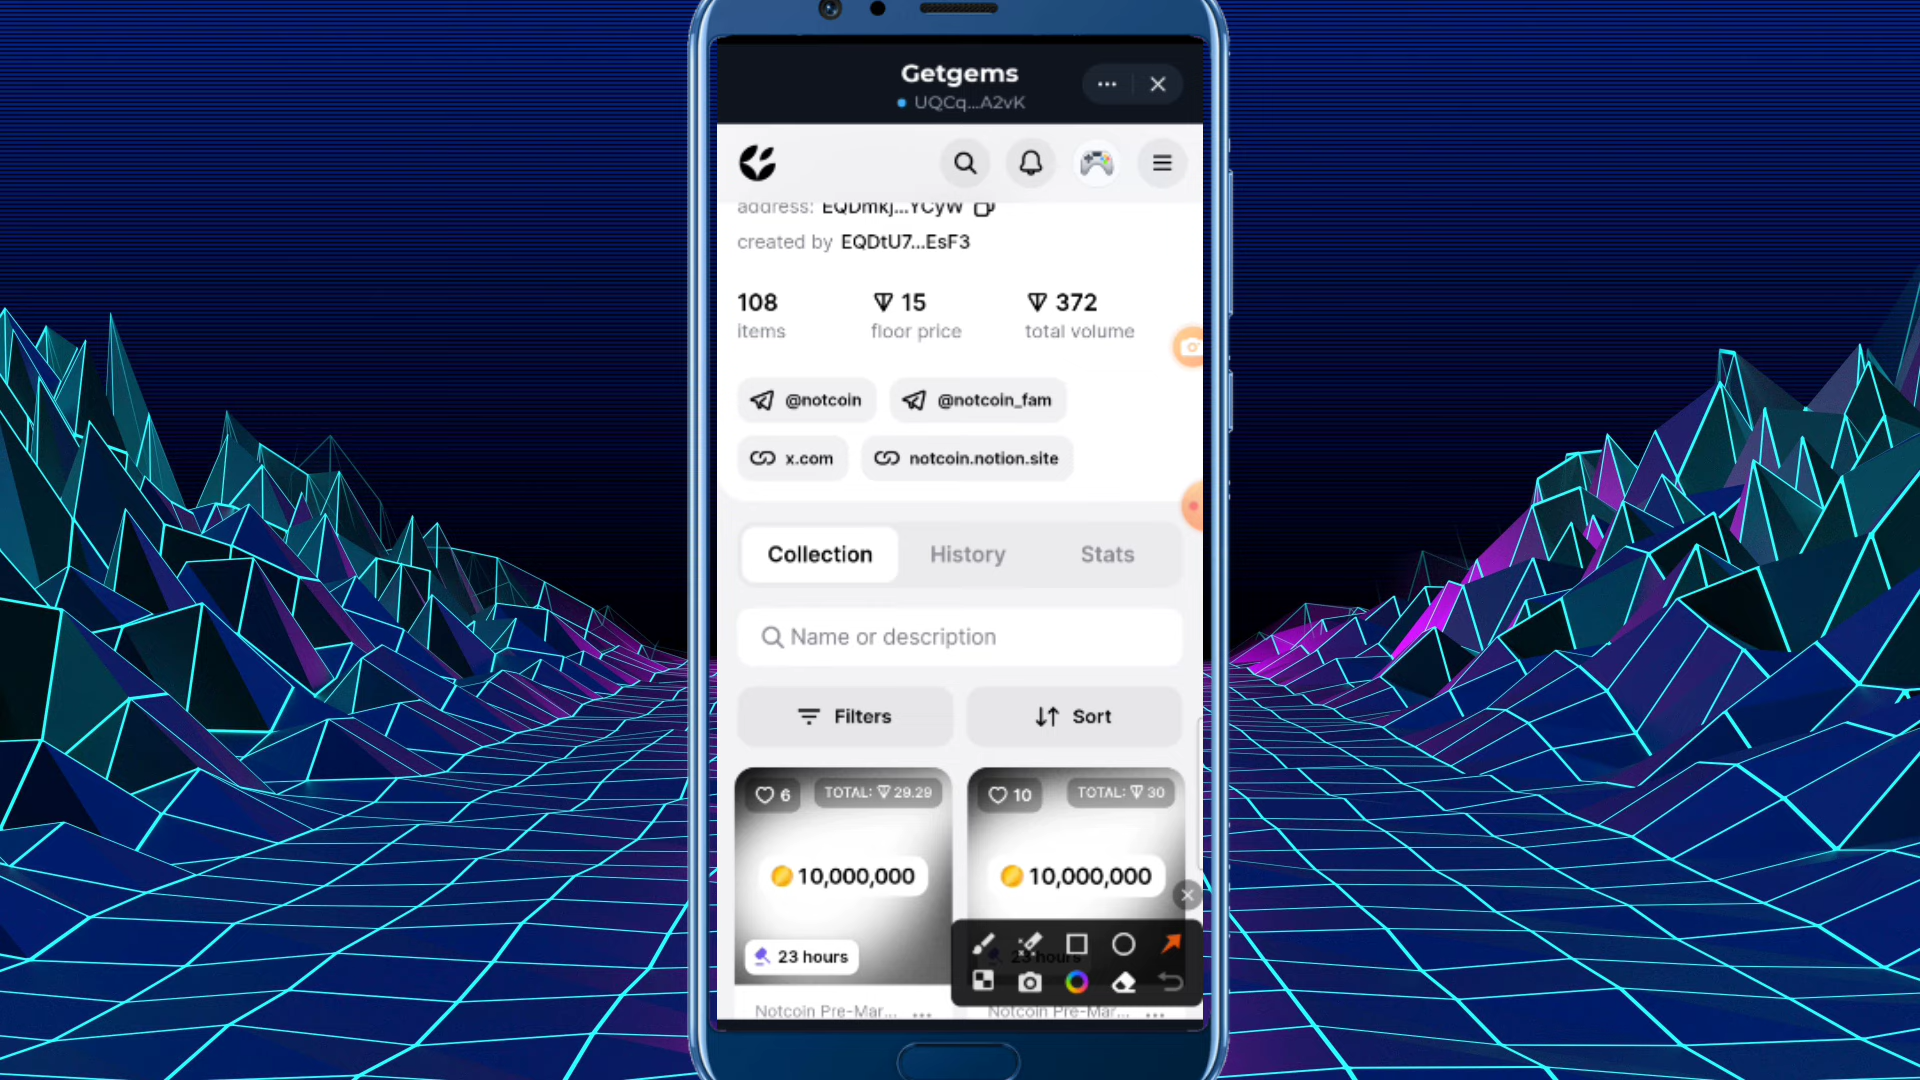 Getgems
UQCq...A2vK
address: EQDmkj...YCyW
created by EQDtU7...EsF3
108 15 372
items floor price total volume
@notcoin @notcoin_fam
x.com notcoin.notion.site
Collection History Stats
Name or description
Filters Sort
6 TOTAL: 29.29 10 TOTAL: 30
10,000,000 10,000,000
23 hours 23 hours
Notcoin Pre-Mar... ... Notcoin Pre-Mar... ...